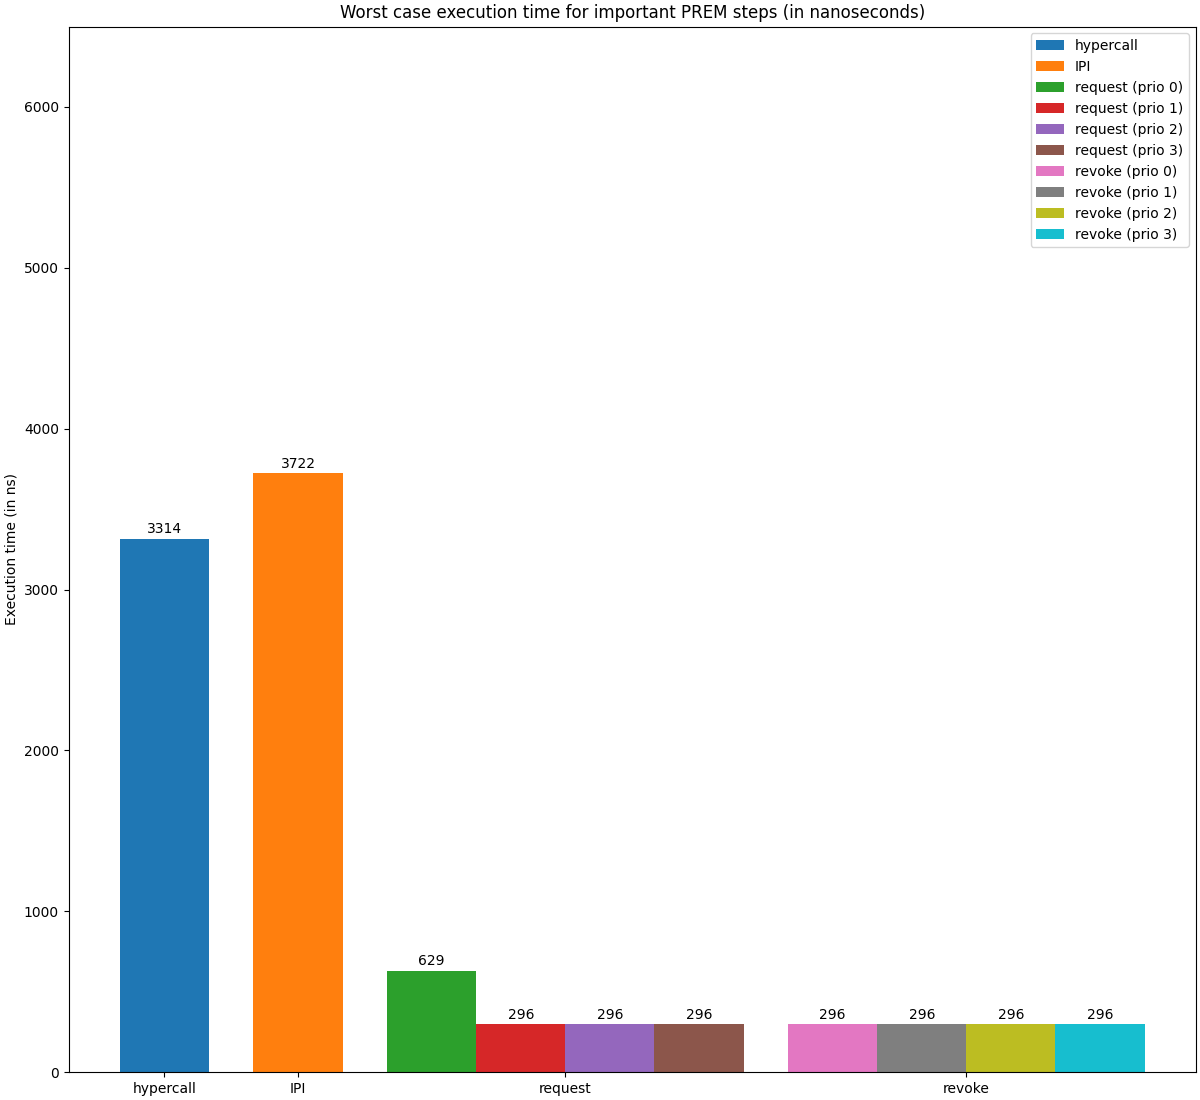 Worst case execution time for important PREM steps (in nanoseconds)
Execution time (in ns)
6000
5000
4000
3000
2000
1000
0
hypercall
IPI
request (prio 0)
request (prio 1)
request (prio 2)
request (prio 3)
revoke (prio 0)
revoke (prio 1)
revoke (prio 2)
revoke (prio 3)
3314
3722
629
296
296
296
296
296
296
296
hypercall
IPI
request
revoke